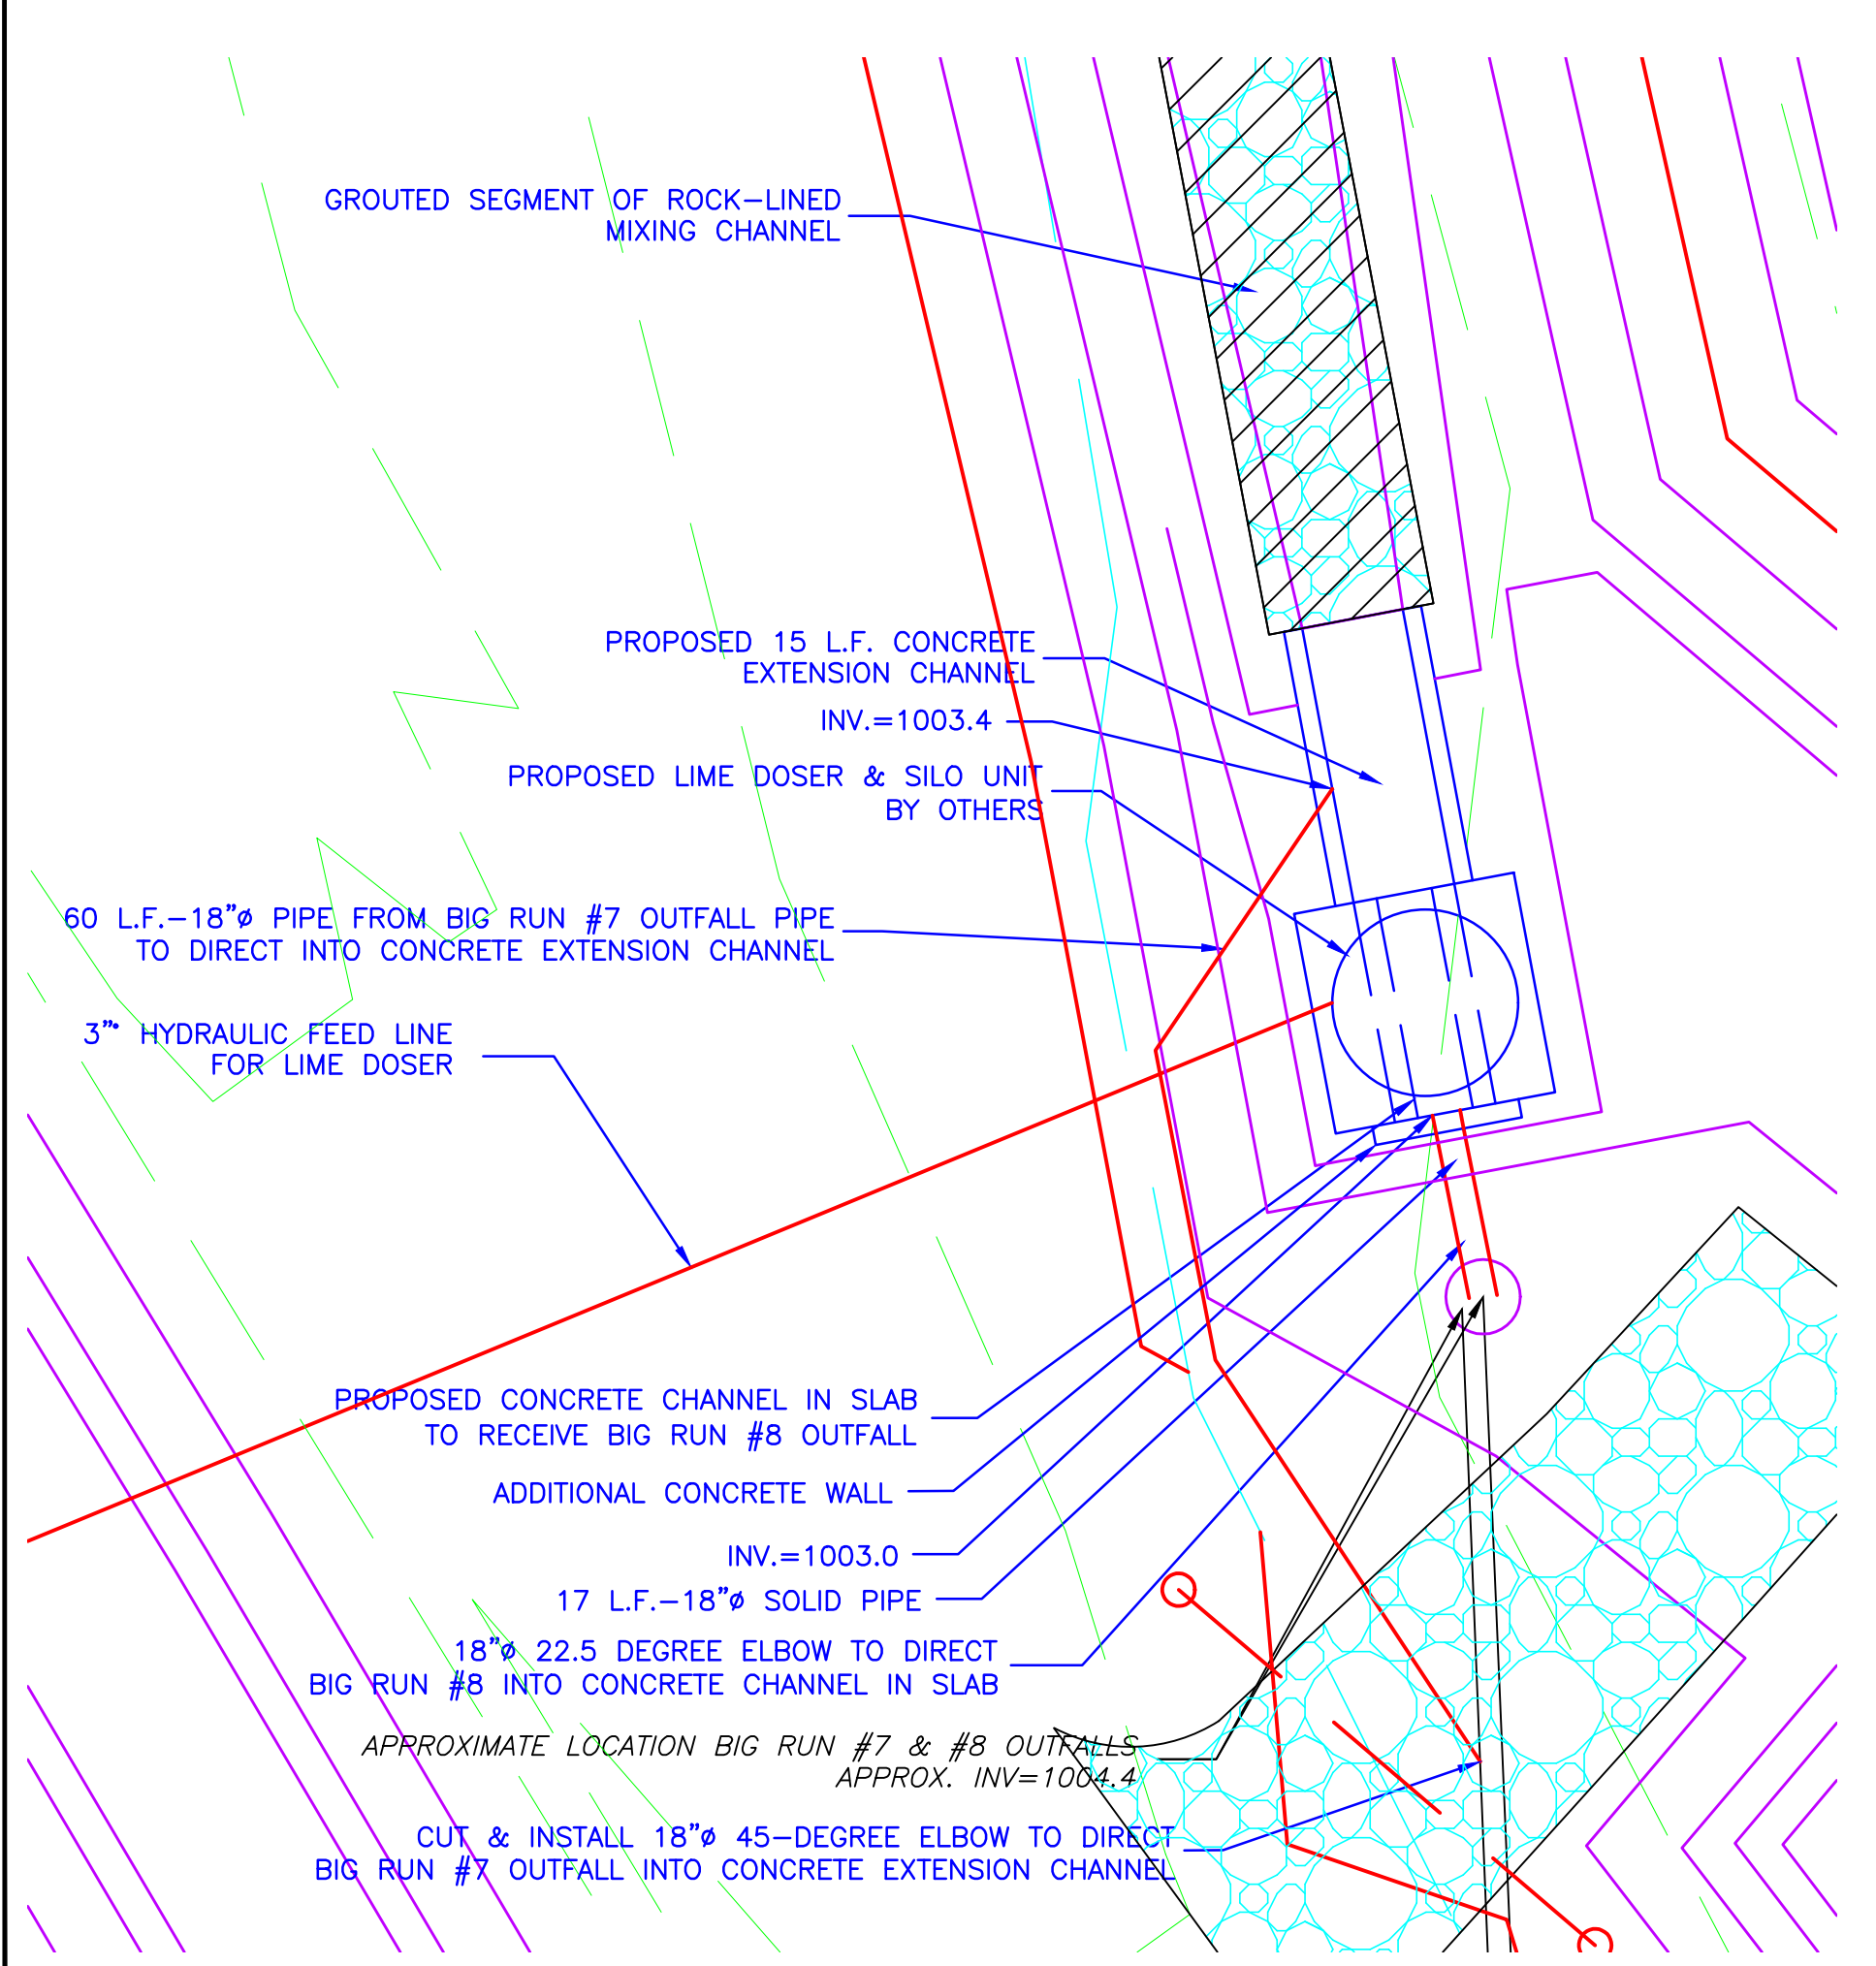 GROUTED SEGMENT OF ROCK-LINED
MIXING CHANNEL
PROPOSED 15 L.F. CONCRETE
EXTENSION CHANNEL
INV.=1003.4
PROPOSED LIME DOSER & SILO UNIT
BY OTHERS
60 L.F.-18"ø PIPE FROM BIG RUN #7 OUTFALL PIPE
TO DIRECT INTO CONCRETE EXTENSION CHANNEL
3"• HYDRAULIC FEED LINE
FOR LIME DOSER
PROPOSED CONCRETE CHANNEL IN SLAB
TO RECEIVE BIG RUN #8 OUTFALL
ADDITIONAL CONCRETE WALL
INV.=1003.0
17 L.F.-18"ø SOLID PIPE
18"ø 22.5 DEGREE ELBOW TO DIRECT
BIG RUN #8 INTO CONCRETE CHANNEL IN SLAB
APPROXIMATE LOCATION BIG RUN #7 & #8 OUTFALLS
APPROX. INV=1004.4
CUT & INSTALL 18"ø 45-DEGREE ELBOW TO DIRECT
BIG RUN #7 OUTFALL INTO CONCRETE EXTENSION CHANNEL